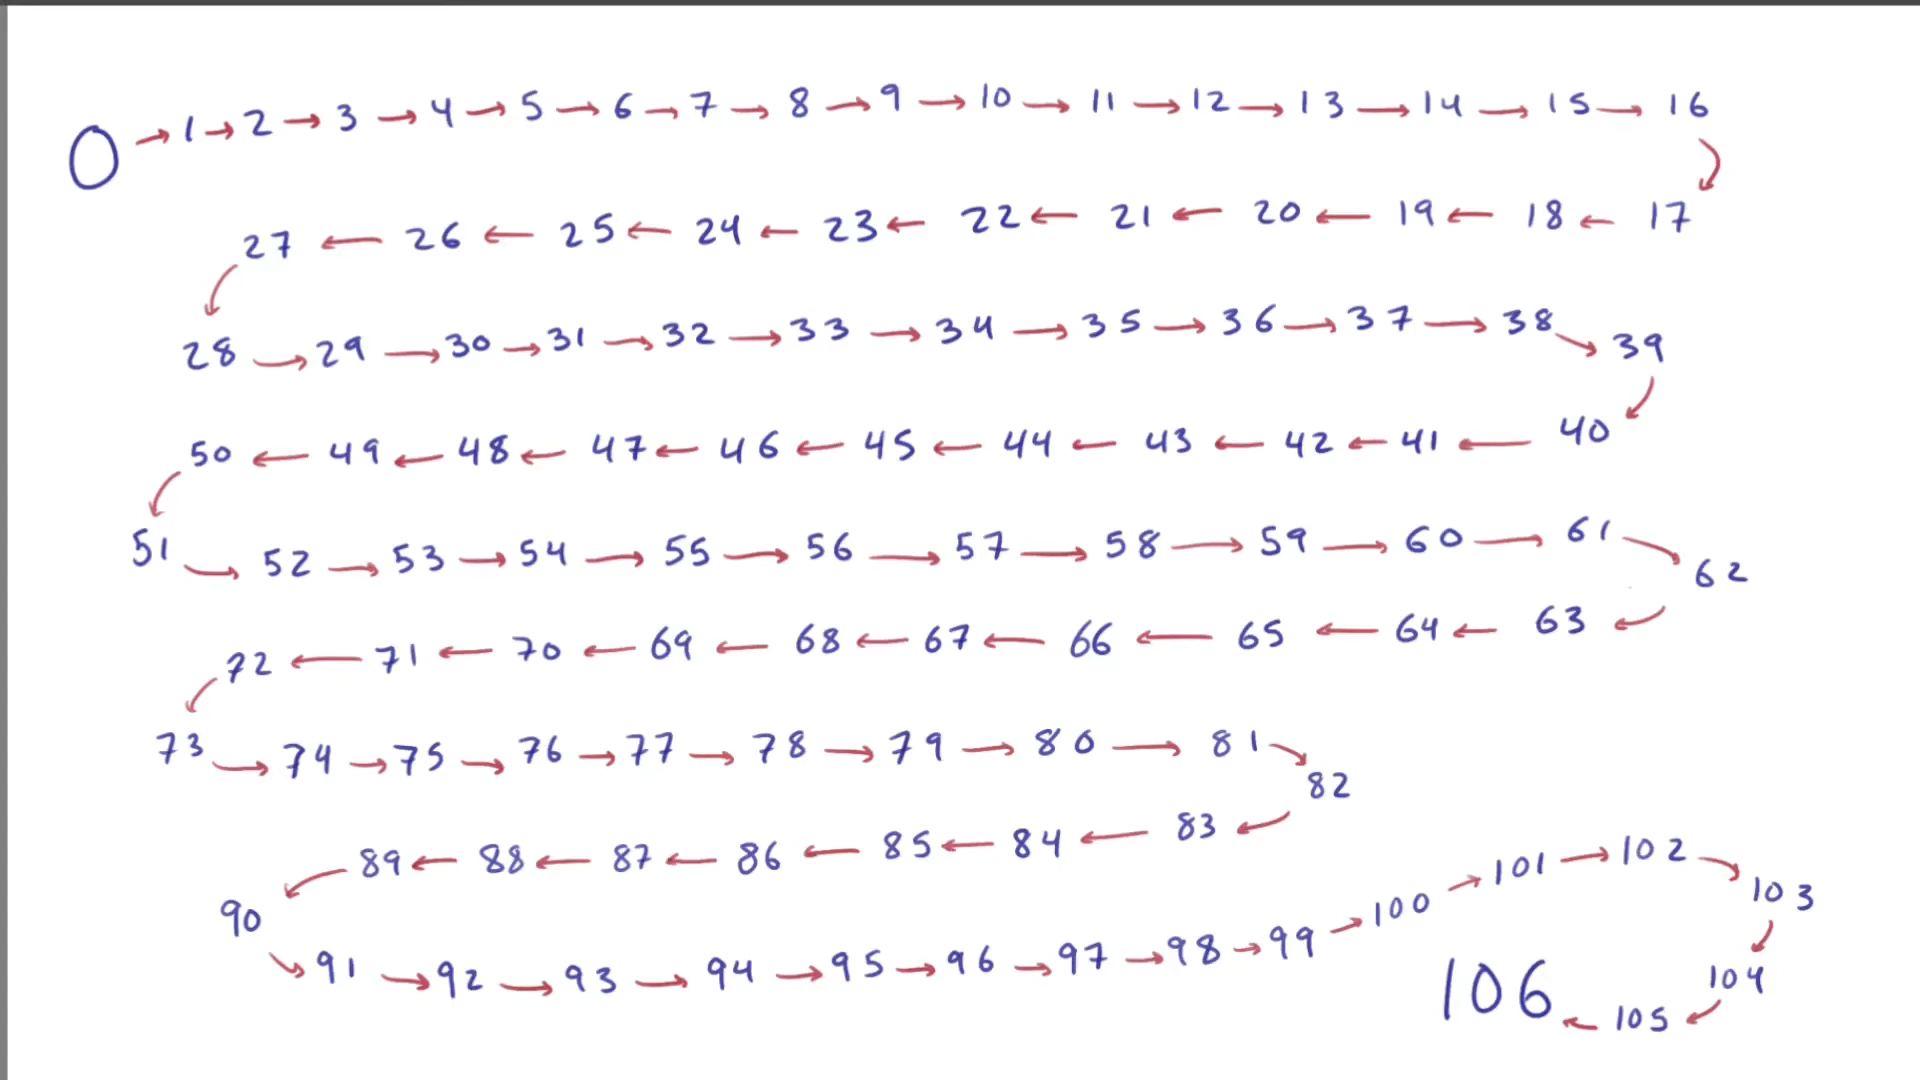 0 → 1 → 2 → 3 → 4 → 5 → 6 → 7 → 8 → 9 → 10 → 11 → 12 → 13 → 14 → 15 → 16
27 ← 26 ← 25 ← 24 ← 23 ← 22 ← 21 ← 20 ← 19 ← 18 ← 17
28 → 29 → 30 → 31 → 32 → 33 → 34 → 35 → 36 → 37 → 38 → 39
50 ← 49 ← 48 ← 47 ← 46 ← 45 ← 44 ← 43 ← 42 ← 41 ← 40
51 → 52 → 53 → 54 → 55 → 56 → 57 → 58 → 59 → 60 → 61 → 62
72 ← 71 ← 70 ← 69 ← 68 ← 67 ← 66 ← 65 ← 64 ← 63
73 → 74 → 75 → 76 → 77 → 78 → 79 → 80 → 81 → 82
89 ← 88 ← 87 ← 86 ← 85 ← 84 ← 83
90 → 91 → 92 → 93 → 94 → 95 → 96 → 97 → 98 → 99 → 100 → 101 → 102 → 103
106 ← 105 ← 104